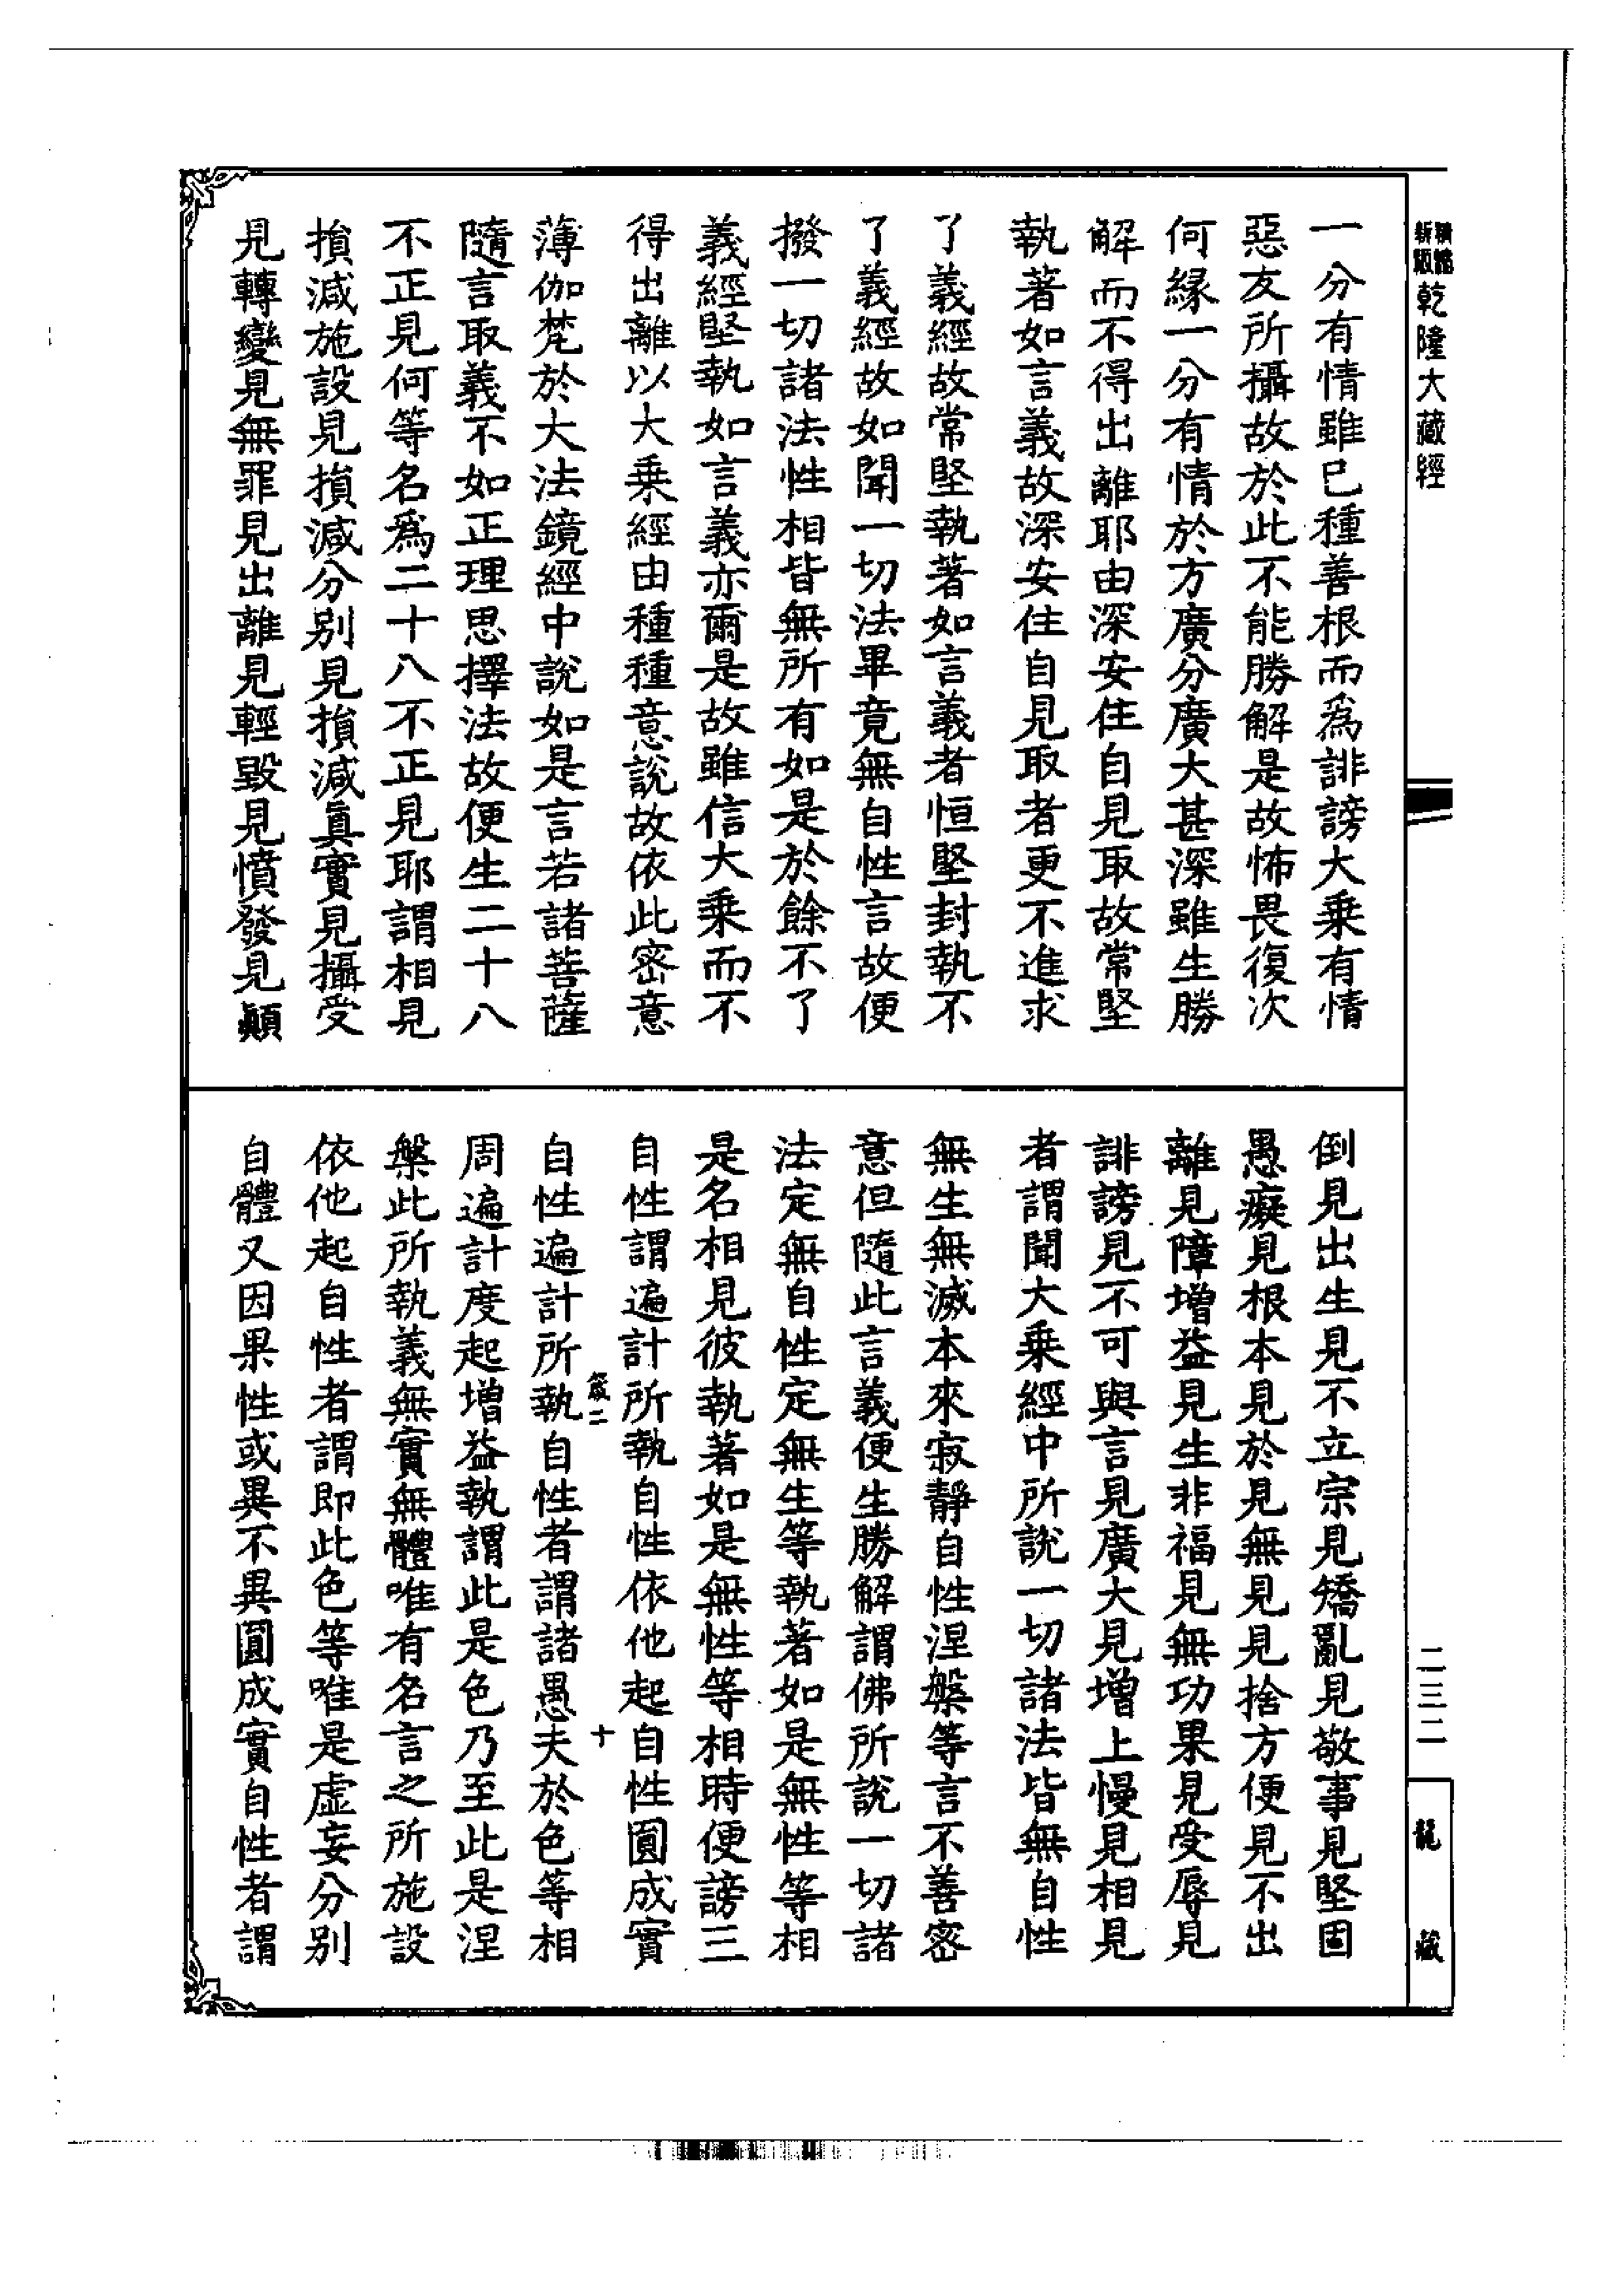 新版精譌乾隆大藏經
一分有情雖已種善根而爲誹謗大乘有情
惡友所攝故於此不能勝解是故怖畏復次
何緣一分有情於方廣分廣大甚深雖生勝
解而不得出離耶由深安住自見取故常堅
執著如言義故深安住自見取者更不進求
了義經故常堅執著如言義者恒堅封執不
了義經故如聞一切法畢竟無自性言故便
撥一切諸法性相皆無所有如是於餘不了
義經堅執如言義亦爾是故雖信大乘而不
得出離以大乘經由種種意說故依此密意
薄伽梵於大法鏡經中說如是言若諸菩薩
隨言取義不如正理思擇法故便生二十八
不正見何等名爲二十八不正見耶謂相見
損減施設見損減分別見損減眞實見攝受
見轉變見無罪見出離見輕毀見憤發見顚
倒見出生見不立宗見矯亂見敬事見堅固
愚癡見根本見於見無見見捨方便見不出
離見障增益見生非福見無功果見受辱見
誹謗見不可與言見廣大見增上慢見相見
者謂聞大乘經中所說一切諸法皆無自性
無生無滅本來寂靜自性涅槃等言不善密
意但隨此言義便生勝解謂佛所說一切諸
法定無自性定無生等執著如是無性等相
是名相見彼執著如是無性等相時便謗三
自性謂遍計所執自性依他起自性圓成實
自性遍計所執自性者謂諸愚夫於色等相
周遍計度起增益執謂此是色乃至此是涅
槃此所執義無實無體唯有名言之所施設
依他起自性者謂即此色等唯是虛妄分別
自體又因果性或異不異圓成實自性者謂
二三二
龍藏